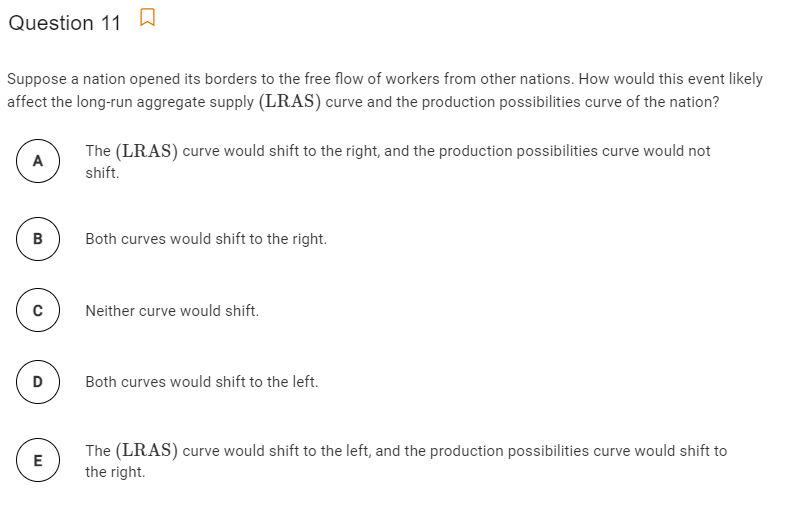 Question 11
Suppose a nation opened its borders to the free flow of workers from other nations. How would this event likely
affect the long-run aggregate supply (LRAS) curve and the production possibilities curve of the nation?
A
The (LRAS) curve would shift to the right, and the production possibilities curve would not
shift.
B
Both curves would shift to the right.
C
Neither curve would shift.
D
Both curves would shift to the left.
E
The (LRAS) curve would shift to the left, and the production possibilities curve would shift to
the right.